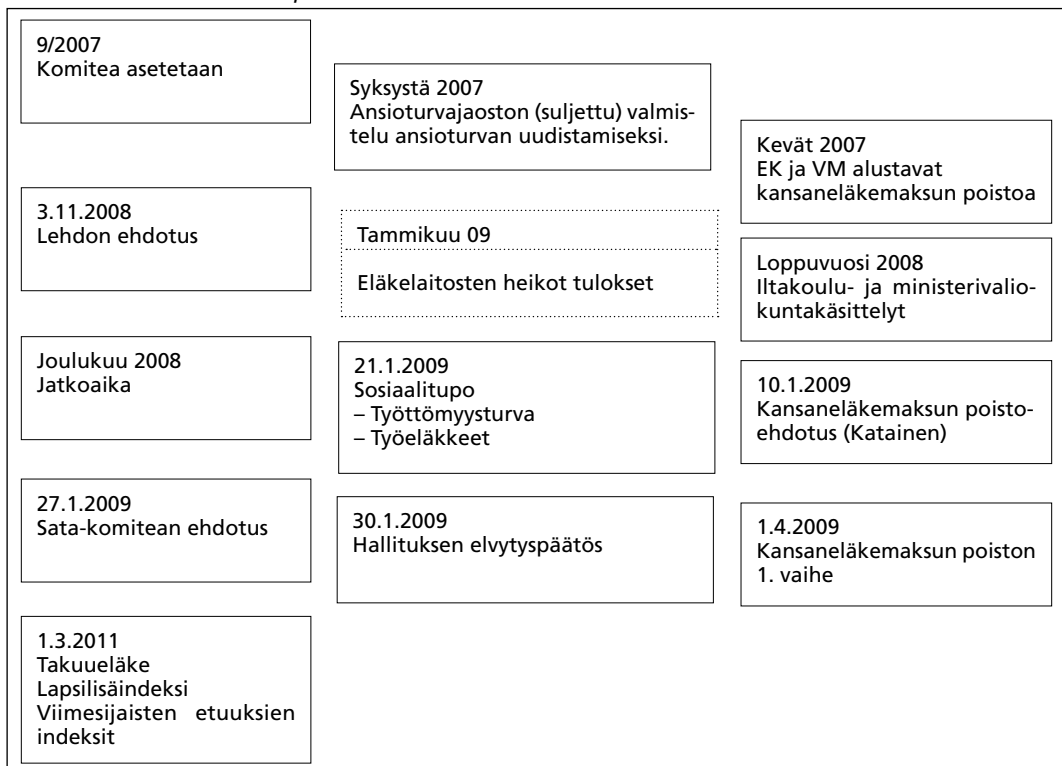 9/2007
Komitea asetetaan
3.11.2008
Lehdon ehdotus
Joulukuu 2008
Jatkoaika
27.1.2009
Sata-komitean ehdotus
1.3.2011
Takuueläke
Lapsilisäindeksi
Viimesijaisten etuuksien
indeksit
Syksystä 2007
Ansioturvajaoston (suljettu) valmis-
telu ansioturvan uudistamiseksi.
Tammikuu 09
Eläkelaitosten heikot tulokset
21.1.2009
Sosiaalitupo
– Työttömyysturva
– Työeläkkeet
30.1.2009
Hallituksen elvytyspäätös
Kevät 2007
EK ja VM alustavat
kansaneläkemaksun poistoa
Loppuvuosi 2008
Iltakoulu- ja ministerivalio-
kuntakäsittelyt
10.1.2009
Kansaneläkemaksun poisto-
ehdotus (Katainen)
1.4.2009
Kansaneläkemaksun poiston
1. vaihe